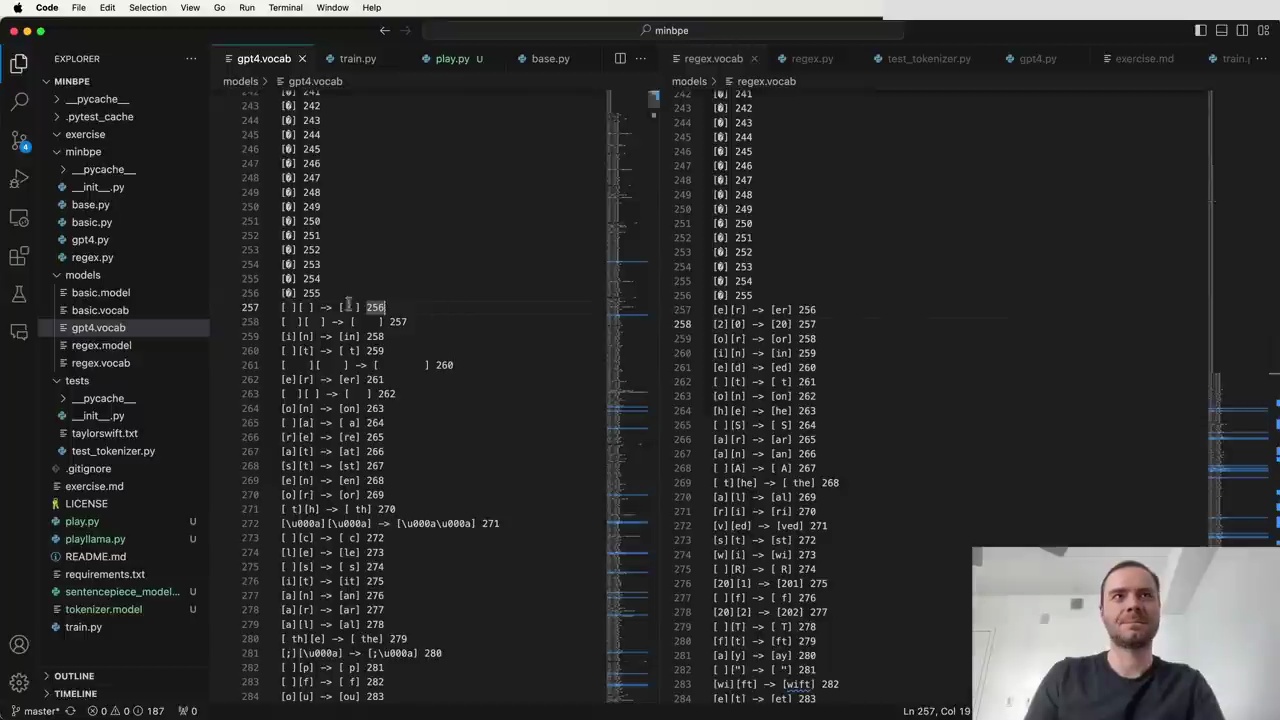 Code File Edit Selection View Go Run Terminal Window Help
minbpe
EXPLORER
MINBPE
__pycache__
.pytest_cache
exercise
minbpe
__pycache__
__init__.py
base.py
basic.py
gpt4.py
regex.py
models
basic.model
basic.vocab
gpt4.vocab
regex.model
regex.vocab
tests
__pycache__
__init__.py
taylorswift.txt
test_tokenizer.py
.gitignore
exercise.md
LICENSE
play.py U
playllama.py U
README.md
requirements.txt
sentencepiece_model... U
tokenizer.model U
train.py
OUTLINE
TIMELINE
4
gpt4.vocab train.py play.py U base.py
models > gpt4.vocab
242 [�] 241
243 [�] 242
244 [�] 243
245 [�] 244
246 [�] 245
247 [�] 246
248 [�] 247
249 [�] 248
250 [�] 249
251 [�] 250
252 [�] 251
253 [�] 252
254 [�] 253
255 [�] 254
256 [�] 255
257 [ ][ ] -> [  ] 256
258 [  ][  ] -> [    ] 257
259 [i][n] -> [in] 258
260 [ ][t] -> [ t] 259
261 [    ][    ] -> [        ] 260
262 [e][r] -> [er] 261
263 [  ][ ] -> [   ] 262
264 [o][n] -> [on] 263
265 [ ][a] -> [ a] 264
266 [r][e] -> [re] 265
267 [a][t] -> [at] 266
268 [s][t] -> [st] 267
269 [e][n] -> [en] 268
270 [o][r] -> [or] 269
271 [ t][h] -> [ th] 270
272 [\u000a][\u000a] -> [\u000a\u000a] 271
273 [ ][c] -> [ c] 272
274 [l][e] -> [le] 273
275 [ ][s] -> [ s] 274
276 [i][t] -> [it] 275
277 [a][n] -> [an] 276
278 [a][r] -> [ar] 277
279 [a][l] -> [al] 278
280 [ th][e] -> [ the] 279
281 [;][\u000a] -> [;\u000a] 280
282 [ ][p] -> [ p] 281
283 [ ][f] -> [ f] 282
284 [o][u] -> [ou] 283
regex.vocab regex.py test_tokenizer.py gpt4.py exercise.md train.
models > regex.vocab
242 [�] 241
243 [�] 242
244 [�] 243
245 [�] 244
246 [�] 245
247 [�] 246
248 [�] 247
249 [�] 248
250 [�] 249
251 [�] 250
252 [�] 251
253 [�] 252
254 [�] 253
255 [�] 254
256 [�] 255
257 [e][r] -> [er] 256
258 [2][0] -> [20] 257
259 [o][r] -> [or] 258
260 [i][n] -> [in] 259
261 [e][d] -> [ed] 260
262 [ ][t] -> [ t] 261
263 [o][n] -> [on] 262
264 [h][e] -> [he] 263
265 [ ][S] -> [ S] 264
266 [a][r] -> [ar] 265
267 [a][n] -> [an] 266
268 [ ][A] -> [ A] 267
269 [ t][he] -> [ the] 268
270 [a][l] -> [al] 269
271 [r][i] -> [ri] 270
272 [v][ed] -> [ved] 271
273 [s][t] -> [st] 272
274 [w][i] -> [wi] 273
275 [ ][R] -> [ R] 274
276 [20][1] -> [201] 275
277 [ ][f] -> [ f] 276
278 [20][2] -> [202] 277
279 [ ][T] -> [ T] 278
280 [f][t] -> [ft] 279
281 [a][y] -> [ay] 280
282 [ ]["] -> [ "] 281
283 [wi][ft] -> [wift] 282
284 [e][t] -> [et] 283
master* 0 0 187 0
Ln 257, Col 19